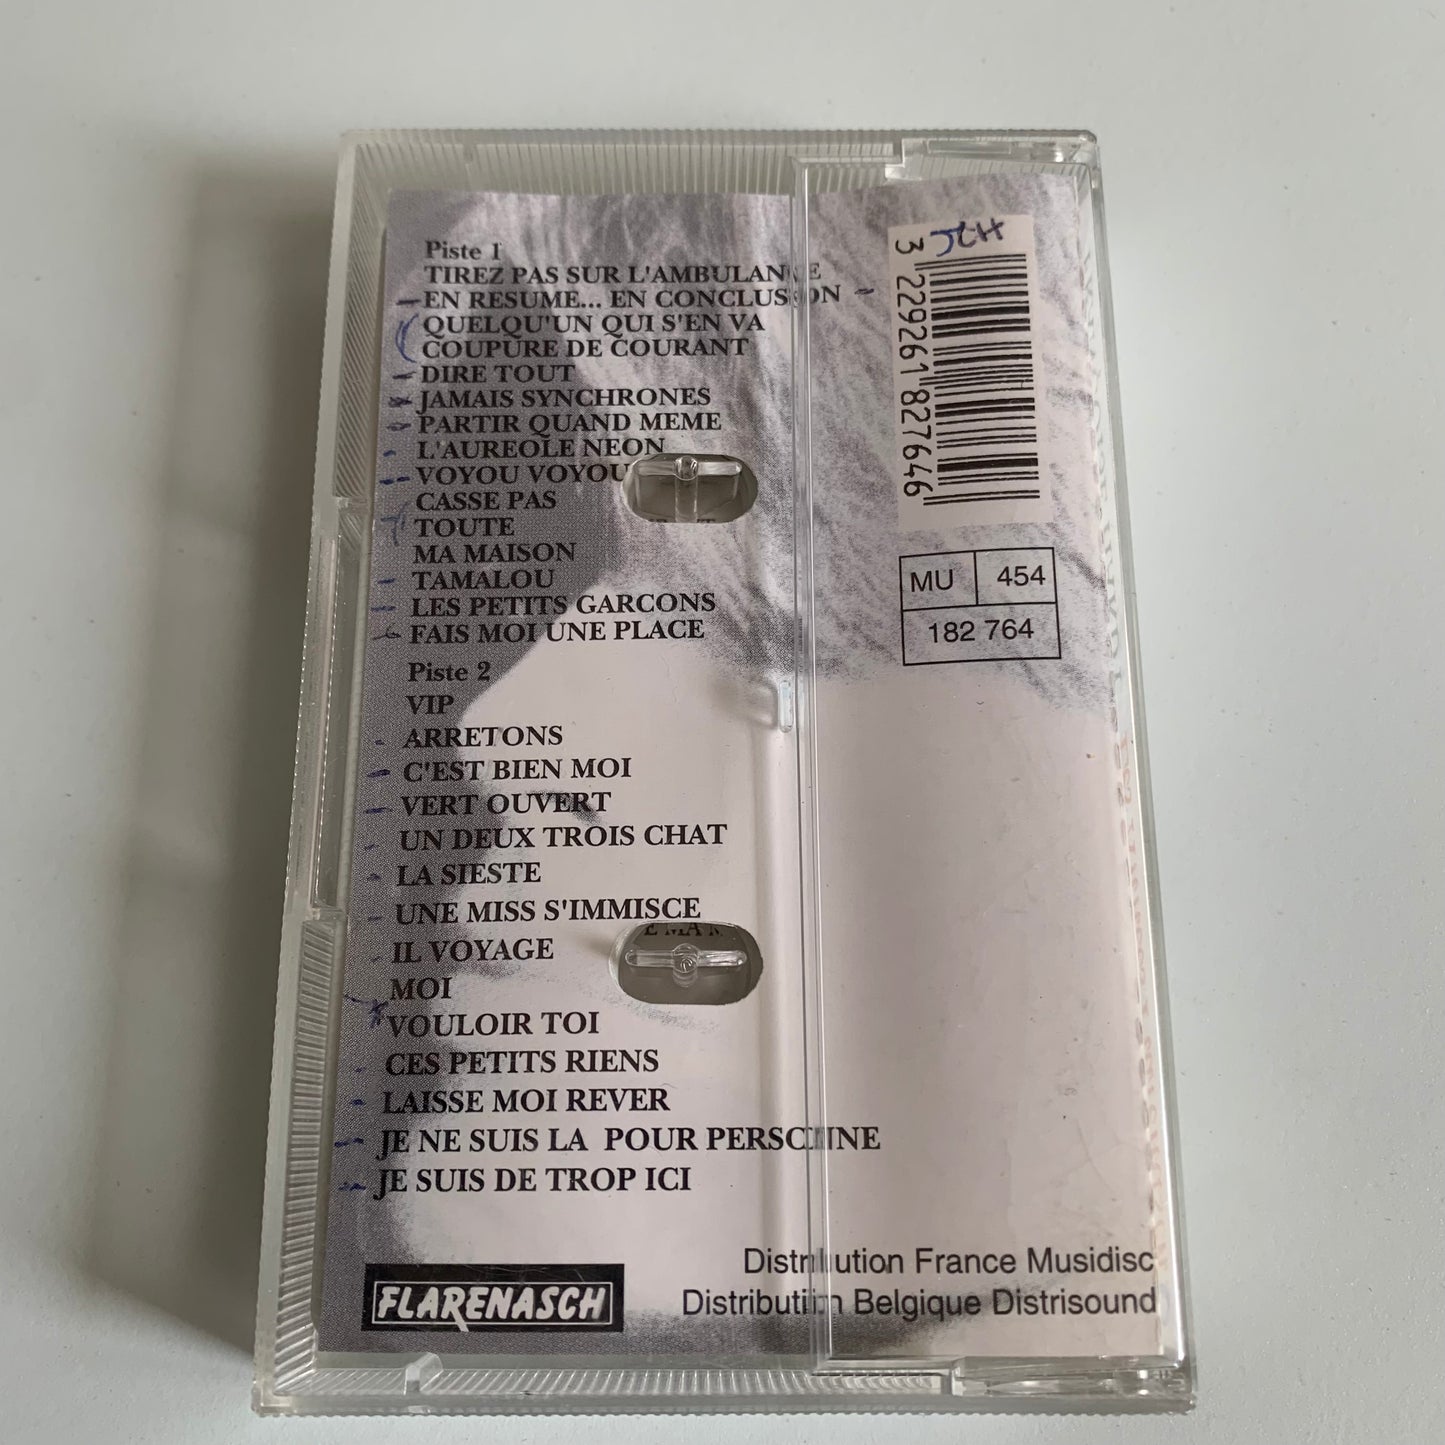 Piste 1
TIREZ PAS SUR L'AMBULANCE
EN RESUME... EN CONCLUSION
QUELQU'UN QUI S'EN VA
COUPURE DE COURANT
DIRE TOUT
JAMAIS SYNCHRONES
PARTIR QUAND MEME
L'AUREOLE NEON
VOYOU VOYOU
CASSE PAS
TOUTE
MA MAISON
TAMALOU
LES PETITS GARCONS
FAIS MOI UNE PLACE
Piste 2
VIP
ARRETONS
C'EST BIEN MOI
VERT OUVERT
UN DEUX TROIS CHAT
LA SIESTE
UNE MISS S'IMMISCE
IL VOYAGE
MOI
VOULOIR TOI
CES PETITS RIENS
LAISSE MOI REVER
JE NE SUIS LA POUR PERSONNE
JE SUIS DE TROP ICI
3 229261 827646
MU 454
182 764
FLARENASCH
Distribution France Musidisc
Distribution Belgique Distrisound